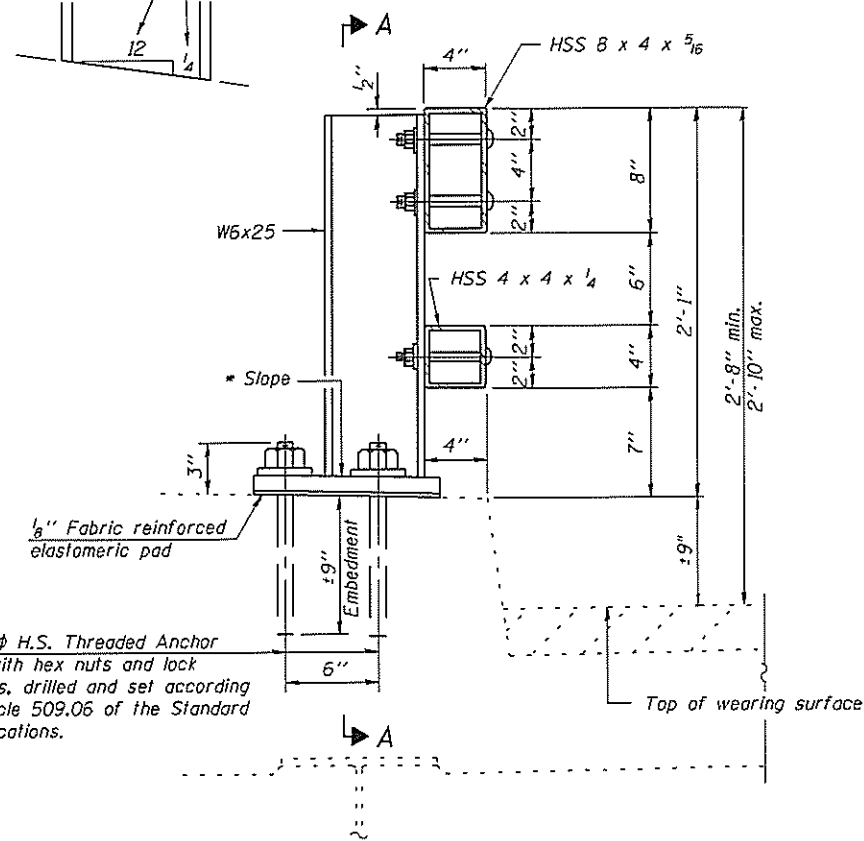 12
1/4
A
4"
HSS 8 x 4 x 5/16
1/2"
2"
4"
2"
8"
W6x25
6"
HSS 4 x 4 x 1/4
2'-1"
2'-8" min.
2'-10" max.
2"
2"
4"
* Slope
7"
4"
3"
1/8" Fabric reinforced
elastomeric pad
±9"
Embedment
±9"
φ H.S. Threaded Anchor
with hex nuts and lock
s, drilled and set according
cle 509.06 of the Standard
cations.
6"
Top of wearing surface
A